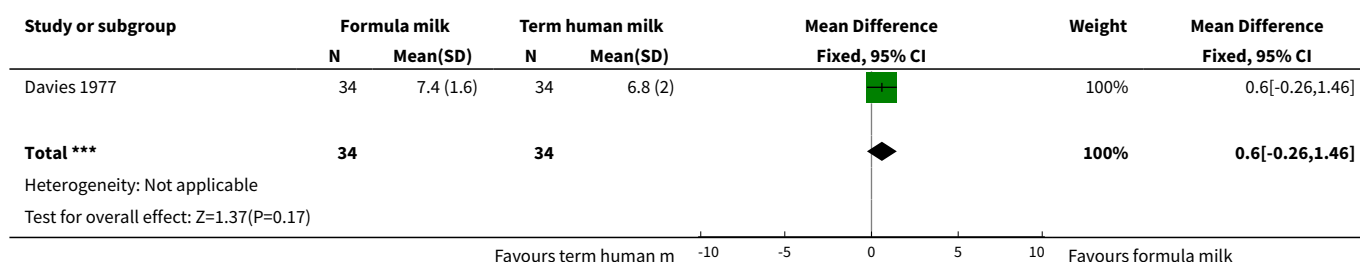 Study or subgroup Formula milk Term human milk Mean Difference Weight Mean Difference
N Mean(SD) N Mean(SD) Fixed, 95% CI Fixed, 95% CI
Davies 1977 34 7.4 (1.6) 34 6.8 (2) 100% 0.6[-0.26,1.46]
Total *** 34 34 100% 0.6[-0.26,1.46]
Heterogeneity: Not applicable
Test for overall effect: Z=1.37(P=0.17)
Favours term human m -10 -5 0 5 10 Favours formula milk